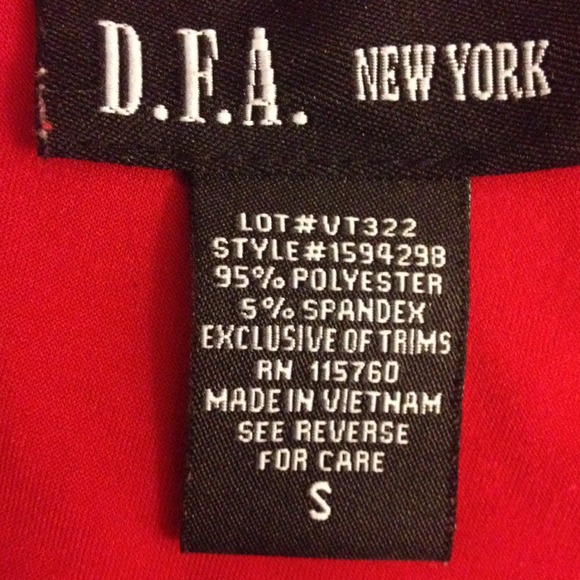 D.F.A. NEW YORK
LOT#VT322
STYLE#1594298
95% POLYESTER
5% SPANDEX
EXCLUSIVE OF TRIMS
RN 115760
MADE IN VIETNAM
SEE REVERSE
FOR CARE
S